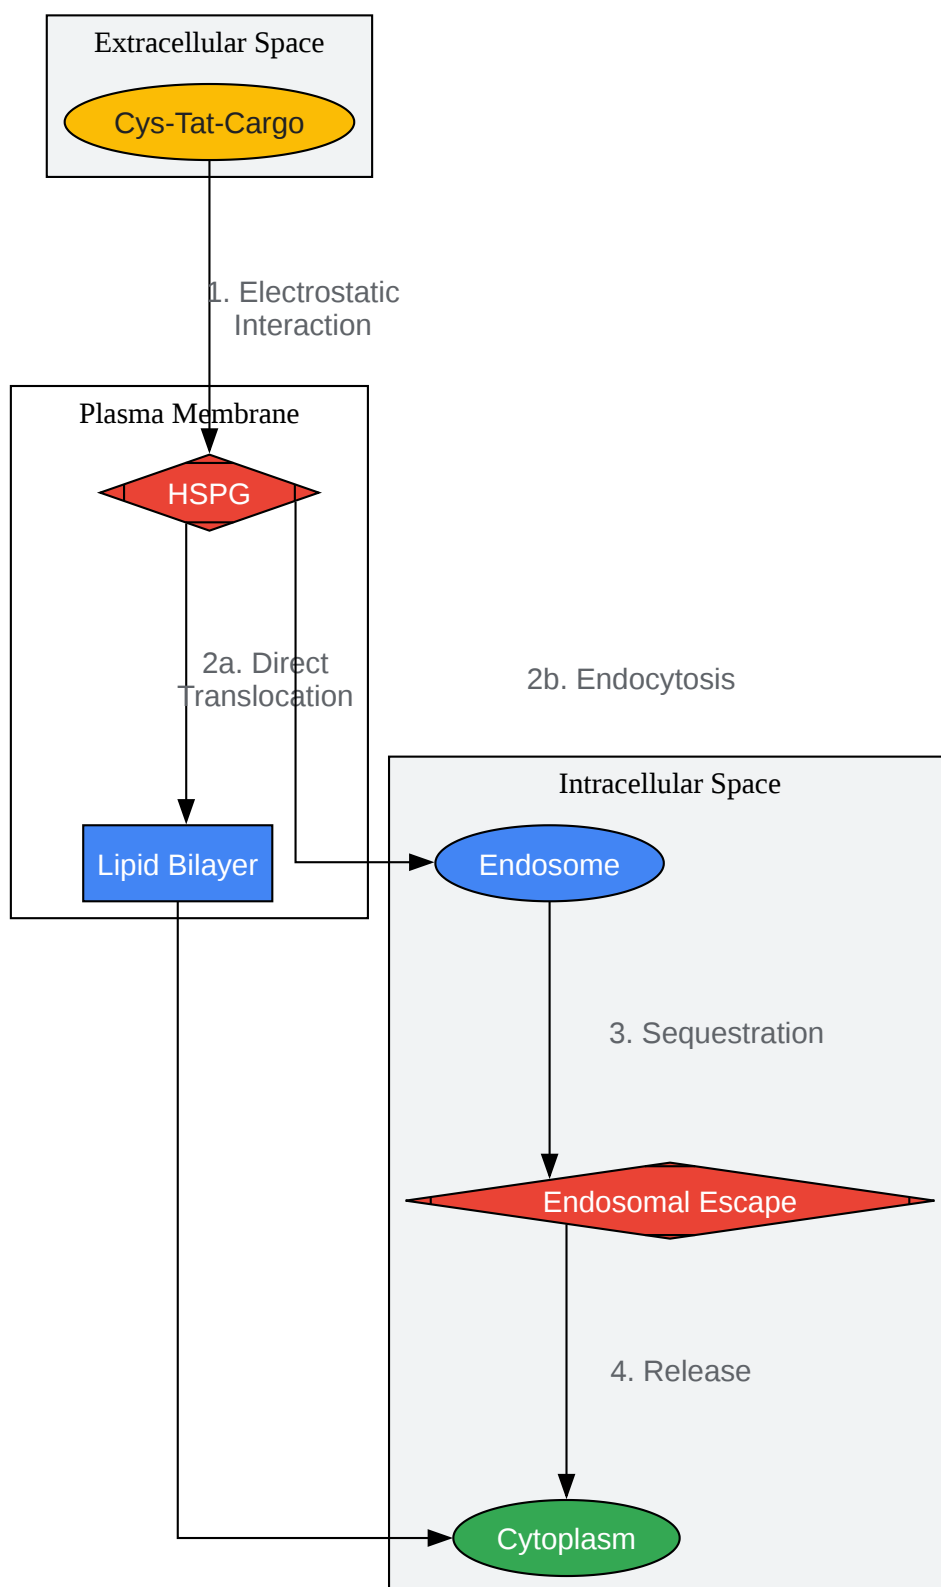 Extracellular Space
Cys-Tat-Cargo
1. Electrostatic
Interaction
Plasma Membrane
HSPG
2a. Direct
Translocation
2b. Endocytosis
Intracellular Space
Lipid Bilayer
Endosome
3. Sequestration
Endosomal Escape
4. Release
Cytoplasm